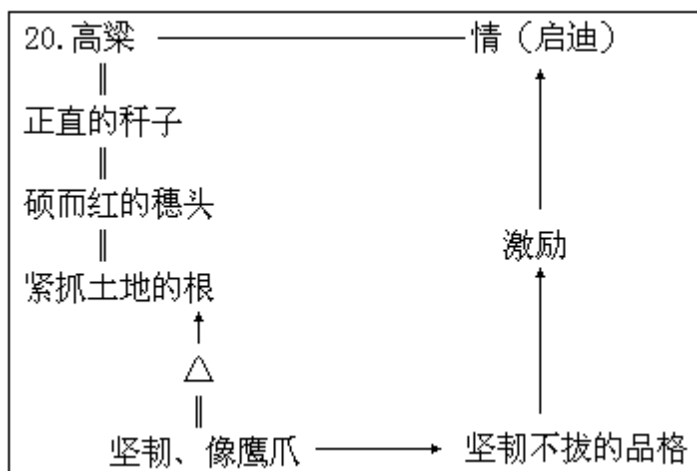 20.高粱 情（启迪）
正直的秆子
硕而红的穗头
激励
紧抓土地的根
坚韧、像鹰爪 坚韧不拔的品格